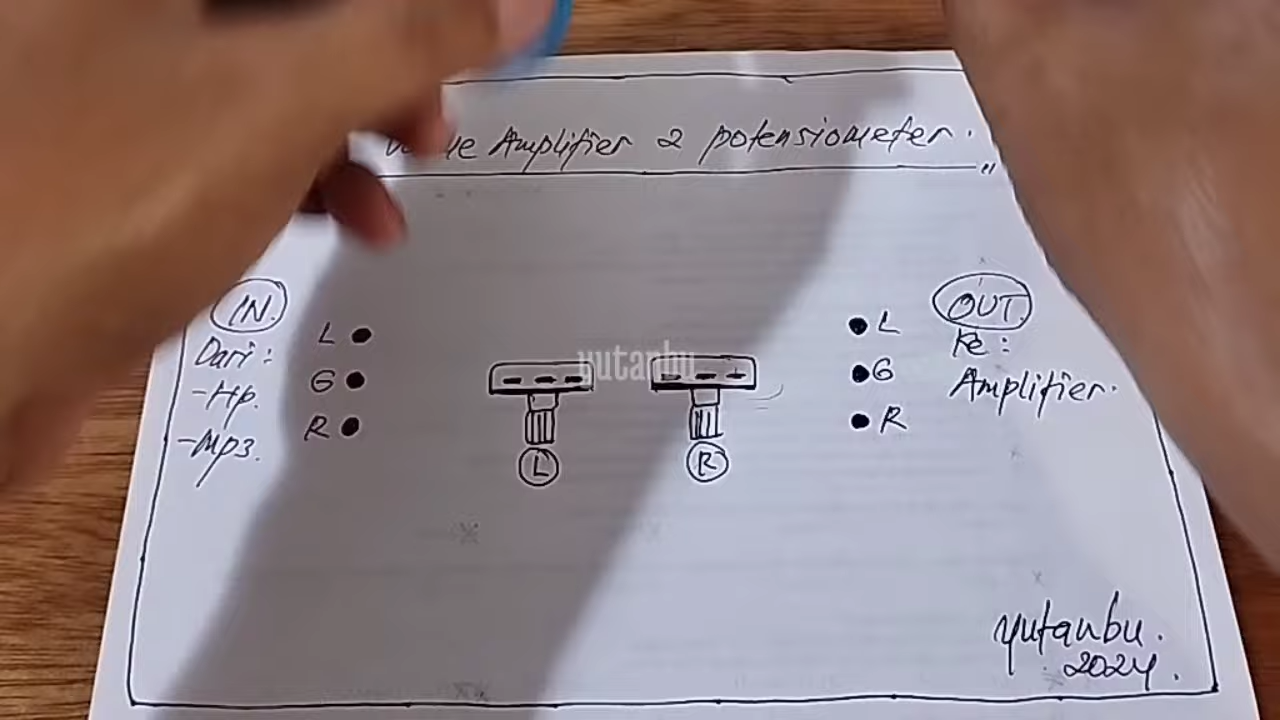 Amplifier 2 potensiometer.
IN.
Dari:
-Hp.
-Mp3.
L
G
R
yutanbu
L
R
L
G
R
OUT.
Ke:
Amplifier.
yutanbu.
2024.